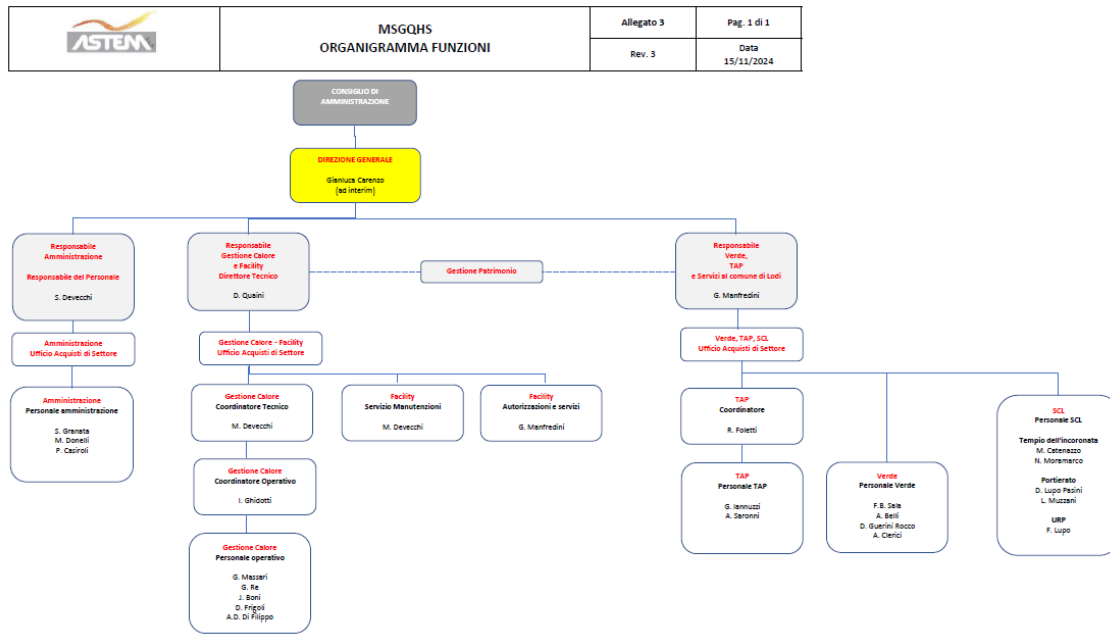 ASTEM
MSGQHS
ORGANIGRAMMA FUNZIONI
Allegato 3
Pag. 1 di 1
Rev. 3
Data
15/11/2024
CONSIGLIO DI
AMMINISTRAZIONE
DIREZIONE GENERALE
Gianluca Carenzo
(ad interim)
Responsabile
Amministrazione
Responsabile del Personale
S. Devecchi
Responsabile
Gestione Calore
e Facility
Direttore Tecnico
D. Quaini
Gestione Patrimonio
Responsabile
Verde,
TAP
e Servizi al comune di Lodi
G. Manfredini
Amministrazione
Ufficio Acquisti di Settore
Gestione Calore - Facility
Ufficio Acquisti di Settore
Verde, TAP, SCL
Ufficio Acquisti di Settore
Amministrazione
Personale amministrazione
S. Granata
M. Donelli
P. Casiroli
Gestione Calore
Coordinatore Tecnico
M. Devecchi
Facility
Servizio Manutenzioni
M. Devecchi
Facility
Autorizzazioni e servizi
G. Manfredini
TAP
Coordinatore
R. Foletti
Gestione Calore
Coordinatore Operativo
I. Ghidotti
TAP
Personale TAP
G. Iannuzzi
A. Saronni
Verde
Personale Verde
F.B. Sala
A. Belli
D. Guerini Rocco
A. Clerici
SCL
Personale SCL
Tempio dell'incoronata
M. Catenazzo
N. Moramarco
Portierato
D. Lupo Pasini
L. Muzzani
URP
F. Lupo
Gestione Calore
Personale operativo
G. Massari
G. Re
J. Boni
D. Frigoli
A.D. Di Filippo